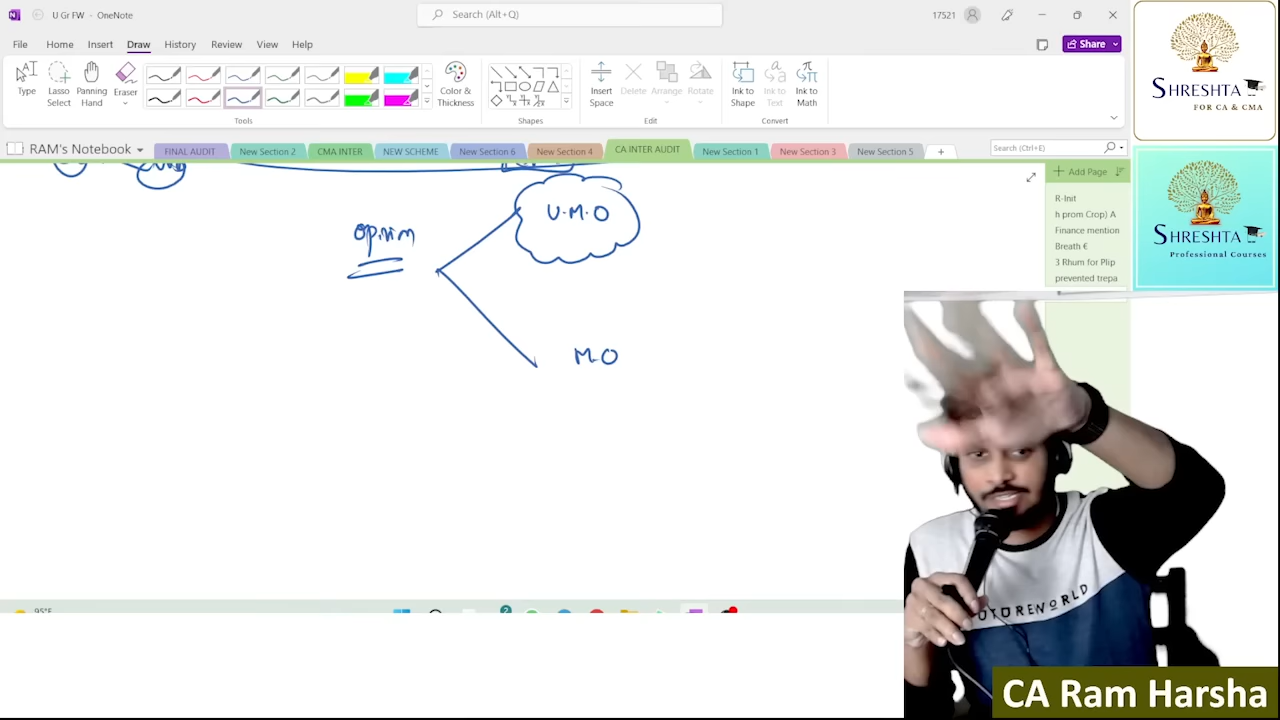 U Gr FW - OneNote
Search (Alt+Q)
17521
File Home Insert Draw History Review View Help
Share
Type
Lasso Select
Panning Hand
Eraser
Color & Thickness
Insert Space
Delete
Arrange
Rotate
Ink to Shape
Ink to Text
Ink to Math
Tools
Shapes
Edit
Convert
RAM's Notebook
FINAL AUDIT
New Section 2
CMA INTER
NEW SCHEME
New Section 6
New Section 4
CA INTER AUDIT
New Section 1
New Section 3
New Section 5
Search (Ctrl+E)
Add Page
R-Init
h prom Crop) A
Finance mention
Breath €
3 Rhum for Plip
prevented trepa
U.M.O
M.O
95°F
2
SHRESHTA
FOR CA & CMA
SHRESHTA
Professional Courses
CA Ram Harsha